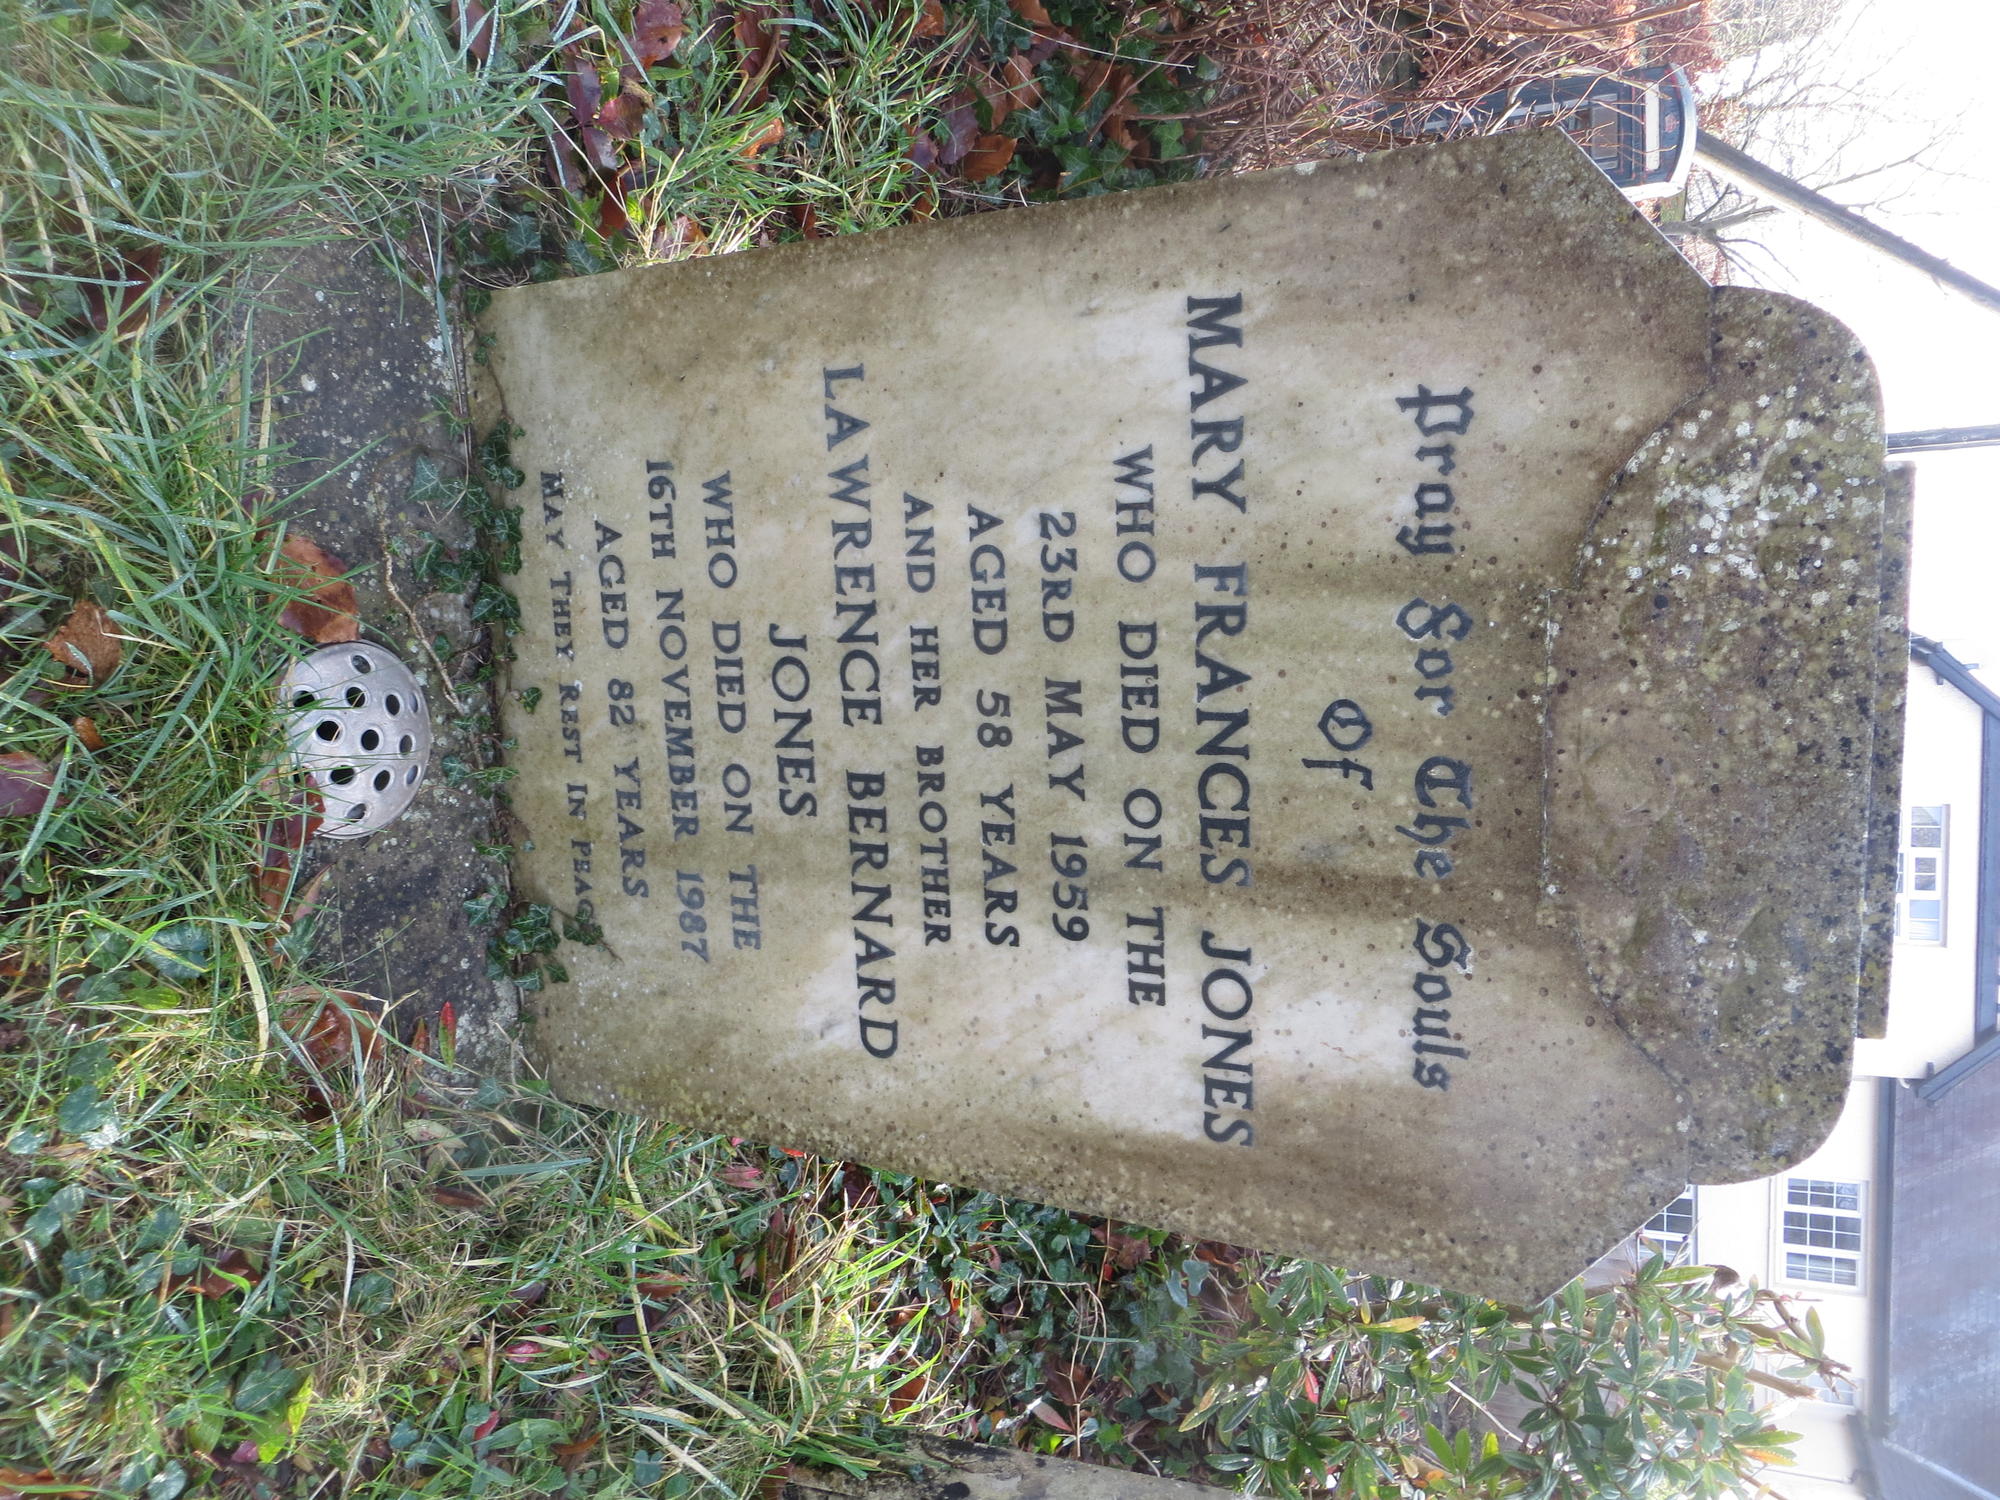 Pray For The Souls
Of
MARY FRANCES JONES
WHO DIED ON THE
23RD MAY 1959
AGED 58 YEARS
AND HER BROTHER
LAWRENCE BERNARD
JONES
WHO DIED ON THE
16TH NOVEMBER 1987
AGED 82 YEARS
MAY THEY REST IN PEACE